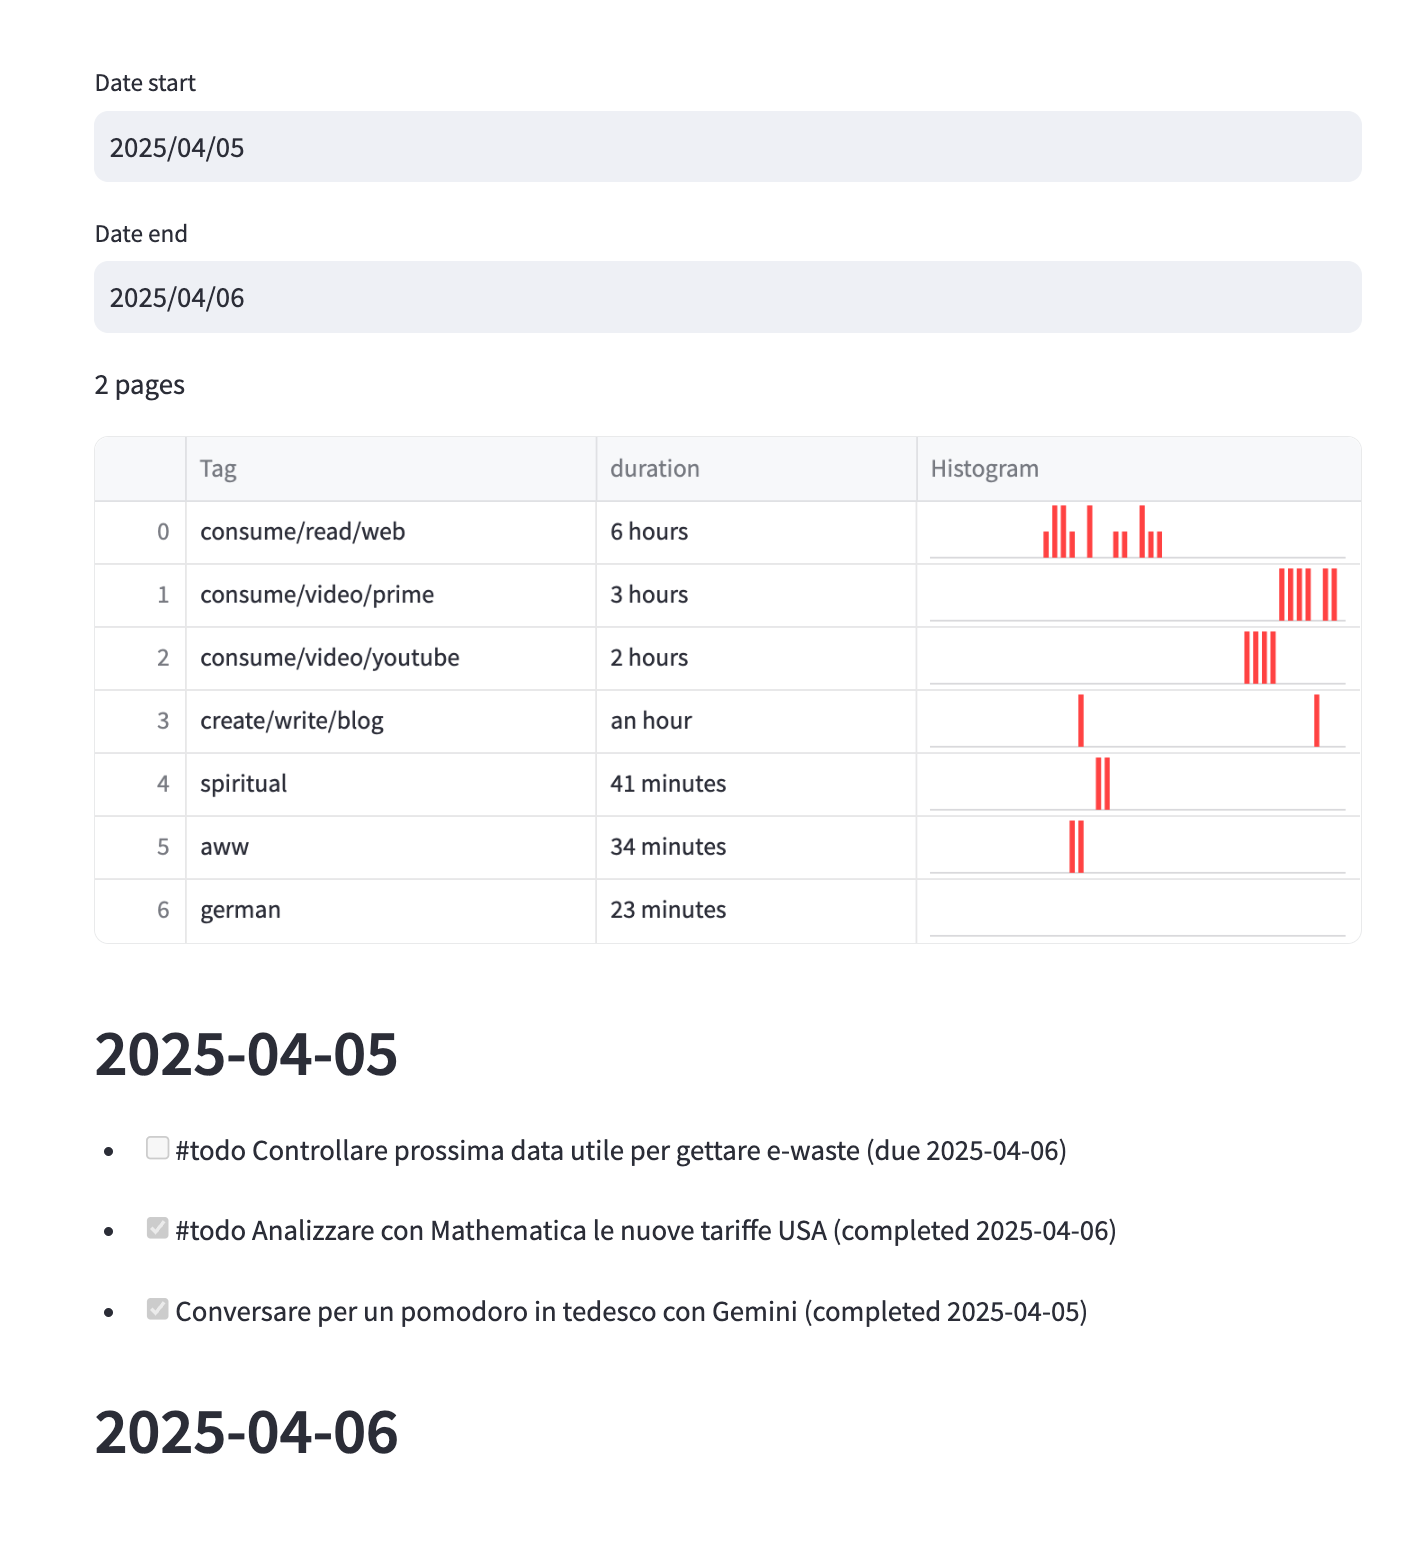 Date start
2025/04/05
Date end
2025/04/06
2 pages
Tag duration Histogram
0 consume/read/web 6 hours
1 consume/video/prime 3 hours
2 consume/video/youtube 2 hours
3 create/write/blog an hour
4 spiritual 41 minutes
5 aww 34 minutes
6 german 23 minutes
2025-04-05
#todo Controllare prossima data utile per gettare e-waste (due 2025-04-06)
#todo Analizzare con Mathematica le nuove tariffe USA (completed 2025-04-06)
Conversare per un pomodoro in tedesco con Gemini (completed 2025-04-05)
2025-04-06